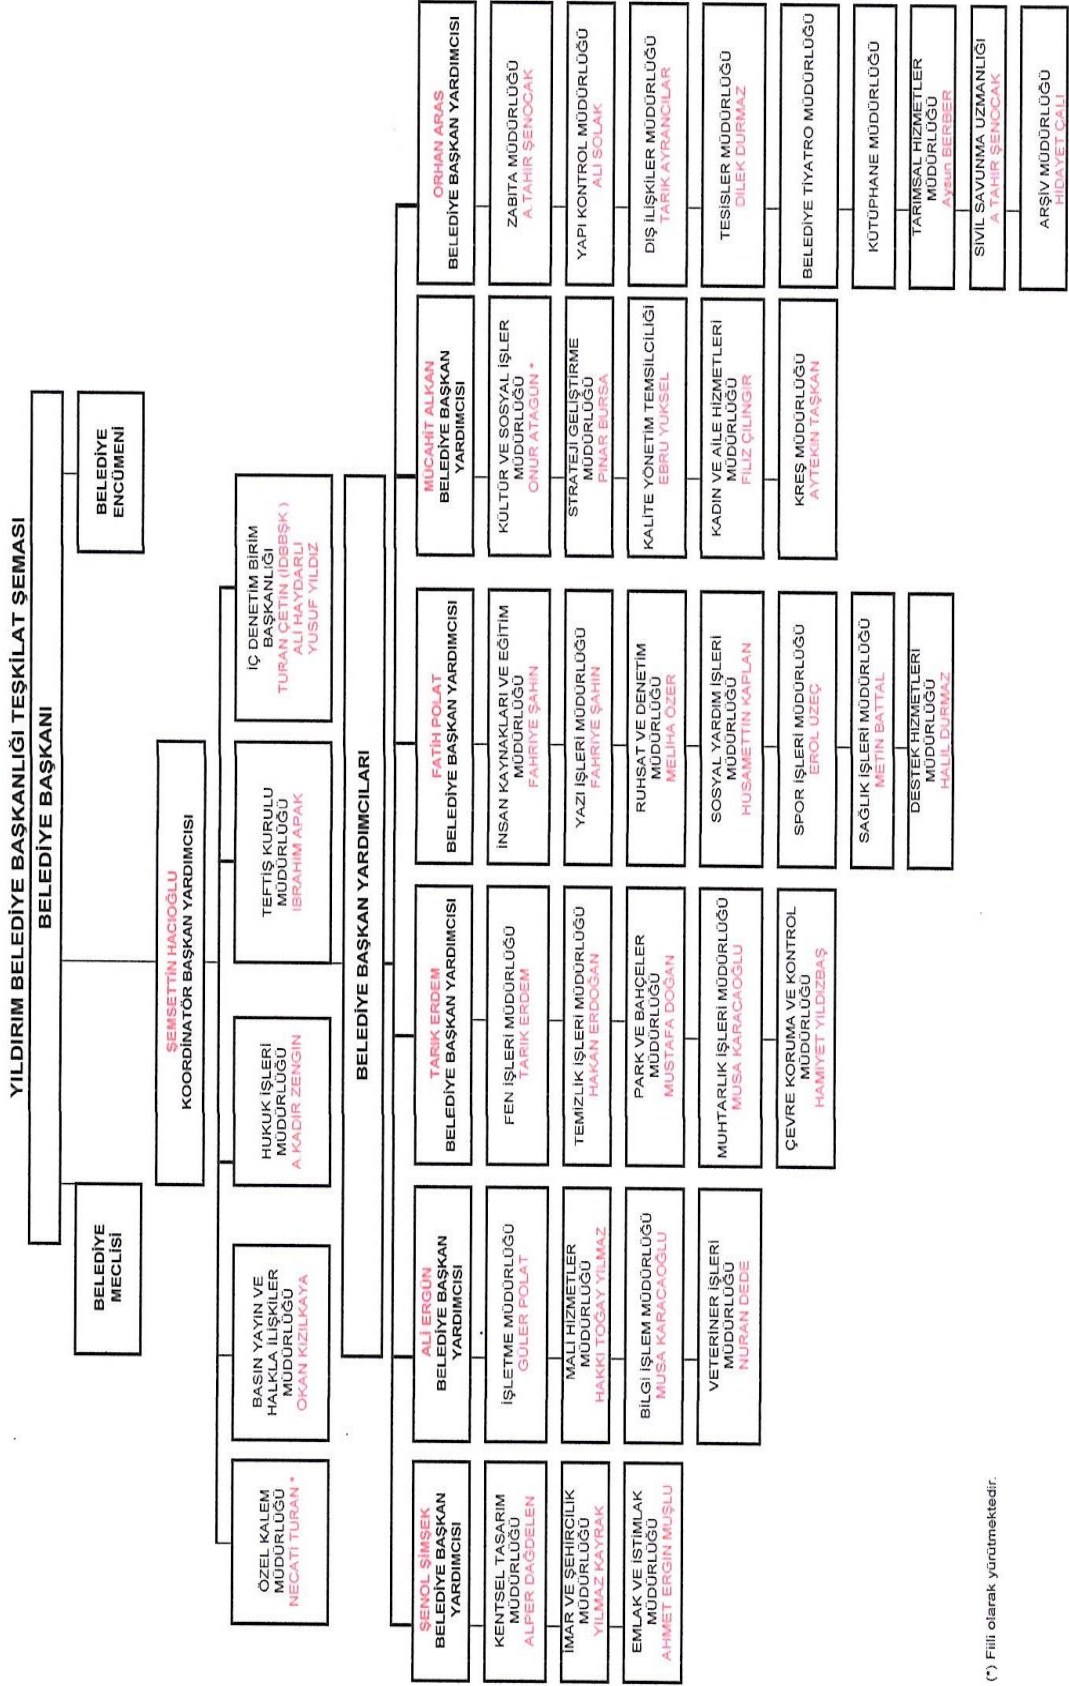 YILDIRIM BELEDİYE BAŞKANLIĞI TEŞKİLAT ŞEMASI
BELEDİYE BAŞKANI
BELEDİYE
MECLİSİ
BELEDİYE
ENCÜMENİ
ŞEMSETTİN HACIOĞLU
KOORDİNATÖR BAŞKAN YARDIMCISI
ÖZEL KALEM
MÜDÜRLÜĞÜ
NECATİ TURAN *
BASIN YAYIN VE
HALKLA İLİŞKİLER
MÜDÜRLÜĞÜ
OKAN KIZILKAYA
HUKUK İŞLERİ
MÜDÜRLÜĞÜ
A.KADİR ZENGİN
TEFTİŞ KURULU
MÜDÜRLÜĞÜ
İBRAHİM APAK
İÇ DENETİM BİRİM
BAŞKANLIĞI
TURAN ÇETİN (İDBBŞK )
ALİ HAYDARLI
YUSUF YILDIZ
BELEDİYE BAŞKAN YARDIMCILARI
ŞENOL ŞİMŞEK
BELEDİYE BAŞKAN
YARDIMCISI
KENTSEL TASARIM
MÜDÜRLÜĞÜ
ALPER DAĞDELEN
İMAR VE ŞEHİRCİLİK
MÜDÜRLÜĞÜ
YILMAZ KAYRAK
EMLAK VE İSTİMLAK
MÜDÜRLÜĞÜ
AHMET ERGİN MUŞLU
ALİ ERGÜN
BELEDİYE BAŞKAN
YARDIMCISI
İŞLETME MÜDÜRLÜĞÜ
GÜLER POLAT
MALİ HİZMETLER
MÜDÜRLÜĞÜ
HAKKI TOGAY YILMAZ
BİLGİ İŞLEM MÜDÜRLÜĞÜ
MUSA KARACAOĞLU
VETERİNER İŞLERİ
MÜDÜRLÜĞÜ
NURAN DEDE
TARIK ERDEM
BELEDİYE BAŞKAN YARDIMCISI
FEN İŞLERİ MÜDÜRLÜĞÜ
TARIK ERDEM
TEMİZLİK İŞLERİ MÜDÜRLÜĞÜ
HAKAN ERDOĞAN
PARK VE BAHÇELER
MÜDÜRLÜĞÜ
MUSTAFA DOĞAN
MUHTARLIK İŞLERİ MÜDÜRLÜĞÜ
MUSA KARACAOĞLU
ÇEVRE KORUMA VE KONTROL
MÜDÜRLÜĞÜ
HAMİYET YILDIZBAŞ
FATİH POLAT
BELEDİYE BAŞKAN YARDIMCISI
İNSAN KAYNAKLARI VE EĞİTİM
MÜDÜRLÜĞÜ
FAHRİYE ŞAHİN
YAZI İŞLERİ MÜDÜRLÜĞÜ
FAHRİYE ŞAHİN
RUHSAT VE DENETİM
MÜDÜRLÜĞÜ
MELİHA ÖZER
SOSYAL YARDIM İŞLERİ
MÜDÜRLÜĞÜ
HÜSAMETTİN KAPLAN
SPOR İŞLERİ MÜDÜRLÜĞÜ
EROL ÜZEÇ
SAĞLIK İŞLERİ MÜDÜRLÜĞÜ
METİN BATTAL
DESTEK HİZMETLERİ
MÜDÜRLÜĞÜ
HALİL DURMAZ
MÜCAHİT ALKAN
BELEDİYE BAŞKAN
YARDIMCISI
KÜLTÜR VE SOSYAL İŞLER
MÜDÜRLÜĞÜ
ONUR ATAGÜN *
STRATEJİ GELİŞTİRME
MÜDÜRLÜĞÜ
PINAR BURSA
KALİTE YÖNETİM TEMSİLCİLİĞİ
EBRU YÜKSEL
KADIN VE AİLE HİZMETLERİ
MÜDÜRLÜĞÜ
FİLİZ ÇİLİNGİR
KREŞ MÜDÜRLÜĞÜ
AYTEKİN TAŞKAN
ORHAN ARAS
BELEDİYE BAŞKAN YARDIMCISI
ZABITA MÜDÜRLÜĞÜ
A.TAHİR ŞENOCAK
YAPI KONTROL MÜDÜRLÜĞÜ
ALİ SOLAK
DIŞ İLİŞKİLER MÜDÜRLÜĞÜ
TARIK AYRANCILAR
TESİSLER MÜDÜRLÜĞÜ
DİLEK DURMAZ
BELEDİYE TİYATRO MÜDÜRLÜĞÜ
KÜTÜPHANE MÜDÜRLÜĞÜ
TARIMSAL HİZMETLER
MÜDÜRLÜĞÜ
Aysun BERBER
SİVİL SAVUNMA UZMANLIĞI
A TAHİR ŞENOCAK
ARŞİV MÜDÜRLÜĞÜ
HİDAYET ÇALI
(*) Fiili olarak yürütmektedir.